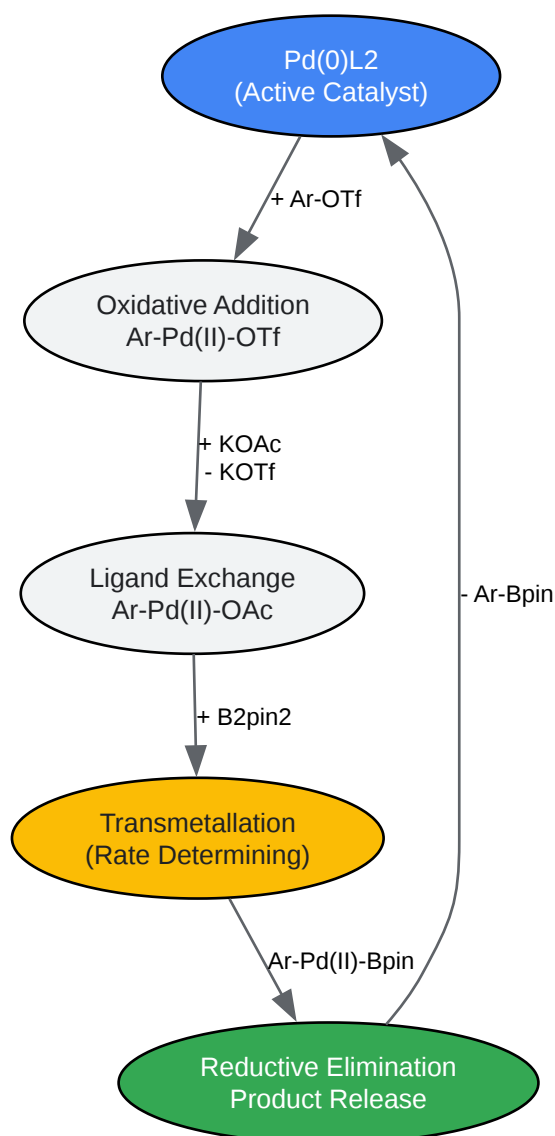 Pd(0)L2
(Active Catalyst)
+ Ar-OTf
Oxidative Addition
Ar-Pd(II)-OTf
+ KOAc
- KOTf
Ligand Exchange
Ar-Pd(II)-OAc
- Ar-Bpin
+ B2pin2
Transmetallation
(Rate Determining)
Ar-Pd(II)-Bpin
Reductive Elimination
Product Release